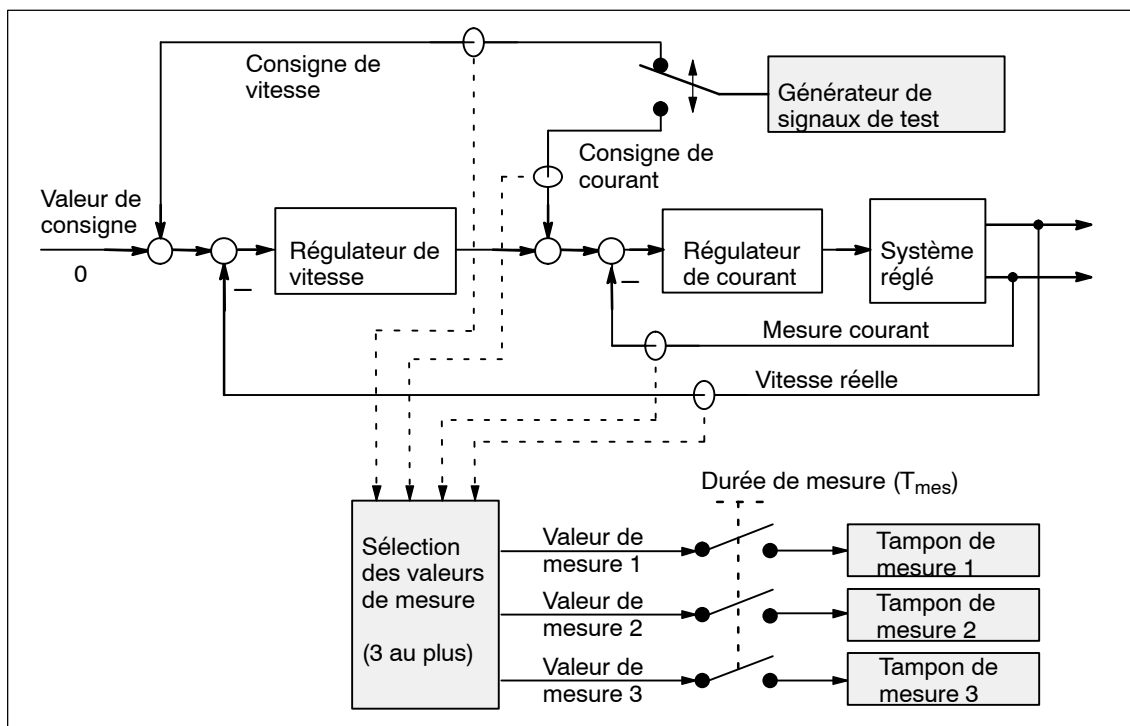 Consigne de
vitesse
Générateur de
signaux de test
Consigne de
courant
Valeur de
consigne
0
Régulateur de
vitesse
Régulateur
de courant
Système
réglé
–
–
Mesure courant
Vitesse réelle
Durée de mesure (Tmes)
Sélection
des valeurs
de mesure
(3 au plus)
Valeur de
mesure 1
Tampon de
mesure 1
Valeur de
mesure 2
Tampon de
mesure 2
Valeur de
mesure 3
Tampon de
mesure 3